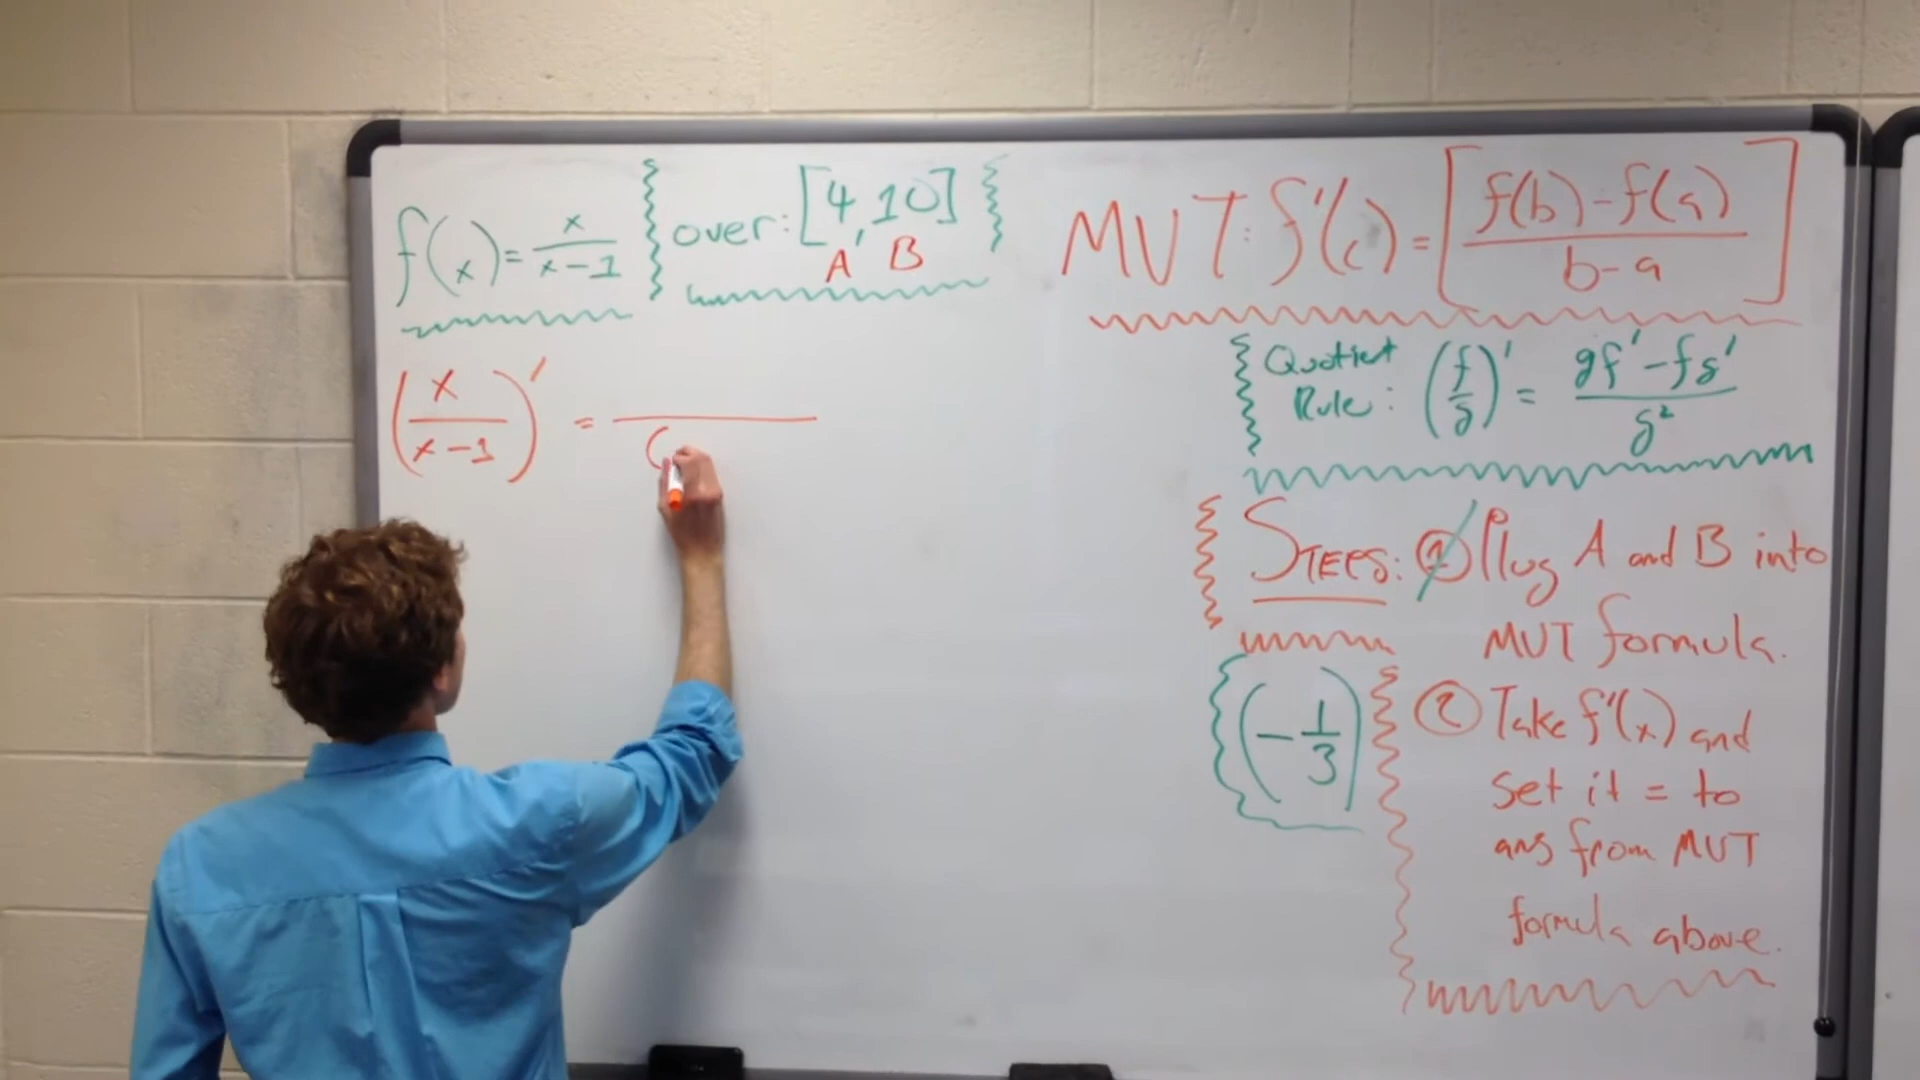 f(x) = x/(x-1)
over: [4, 10]
A B
MVT: f'(c) = [(f(b)-f(a))/(b-a)]
(x/(x-1))' = (
Quotient Rule: (f/g)' = (gf'-fg')/g²
STEPS: ① Plug A and B into
MVT formula.
(-1/3)
② Take f'(x) and
set it = to
ans from MVT
formula above.